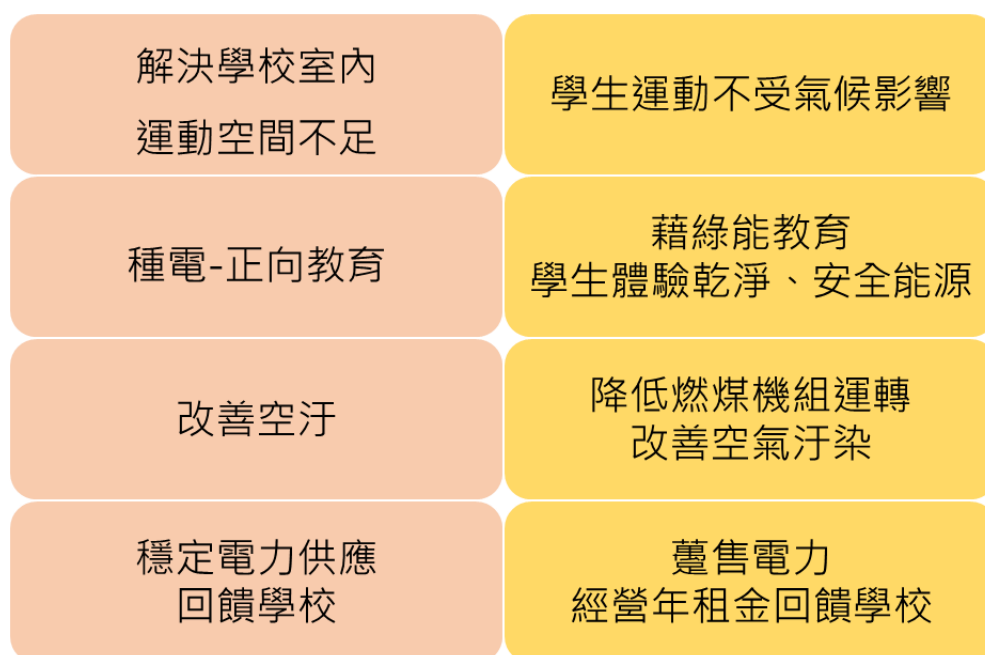 解決學校室內
運動空間不足
學生運動不受氣候影響
種電-正向教育
藉綠能教育
學生體驗乾淨、安全能源
改善空汙
降低燃煤機組運轉
改善空氣汙染
穩定電力供應
回饋學校
躉售電力
經營年租金回饋學校